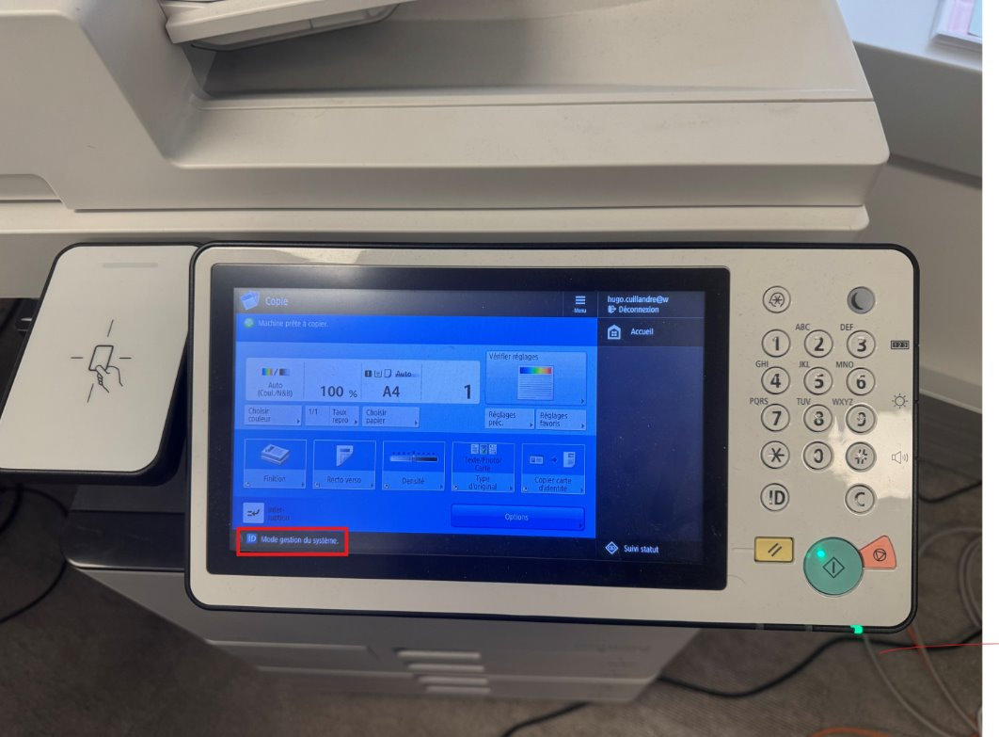 Copie
Menu
hugo.cuillandre@w
Déconnexion
Machine prête à copier.
Accueil
Vérifier réglages
Auto
(Coul./N&B)
100 %
Auto
A4
1
Choisir
couleur
1/1
Taux
repro
Choisir
papier
Réglages
préc.
Réglages
favoris
Finition
Recto verso
Densité
Texte/Photo/
Carte
Type
d'original
Copier carte
d'identité
Inter-
ruption
Options
ID Mode gestion du système.
Suivi statut
ABC
DEF
1
2
3
123
GHI
JKL
MNO
4
5
6
PQRS
TUV
WXYZ
7
8
9
0
#
ID
C